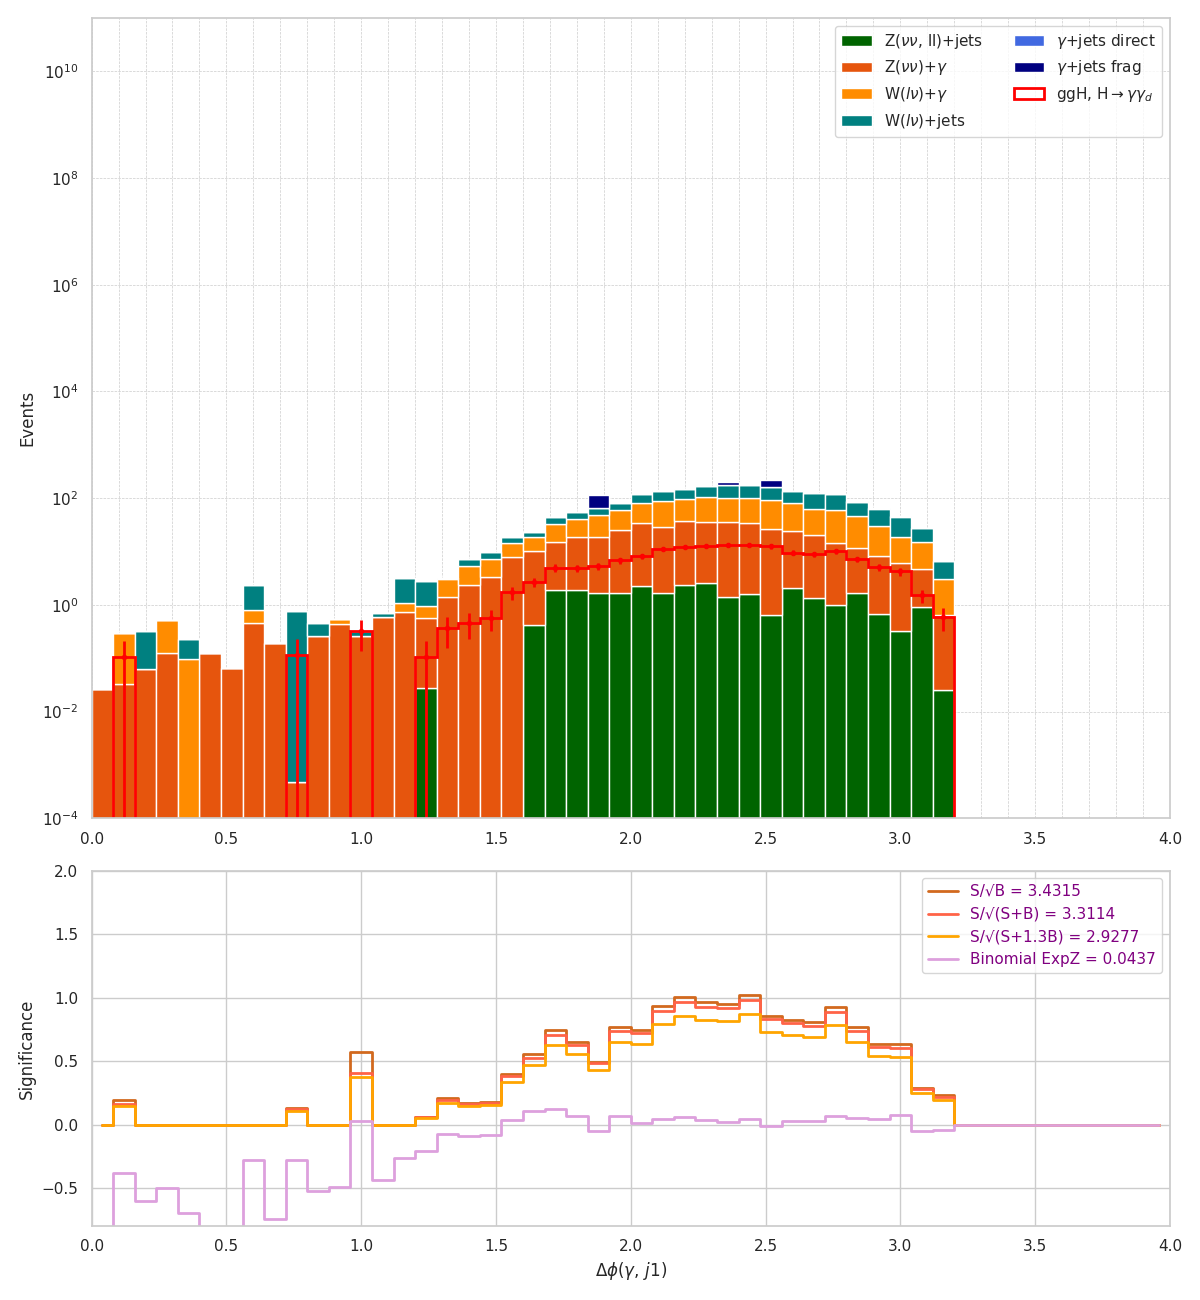 Z(νν, ll)+jets
Z(νν)+γ
W(lν)+γ
W(lν)+jets
γ+jets direct
γ+jets frag
ggH, H→γγ_d
10^10
10^8
10^6
10^4
10^2
10^0
10^−2
10^−4
Events
0.0 0.5 1.0 1.5 2.0 2.5 3.0 3.5 4.0
S/√B = 3.4315
S/√(S+B) = 3.3114
S/√(S+1.3B) = 2.9277
Binomial ExpZ = 0.0437
2.0
1.5
1.0
0.5
0.0
−0.5
Significance
0.0 0.5 1.0 1.5 2.0 2.5 3.0 3.5 4.0
Δϕ(γ, j1)